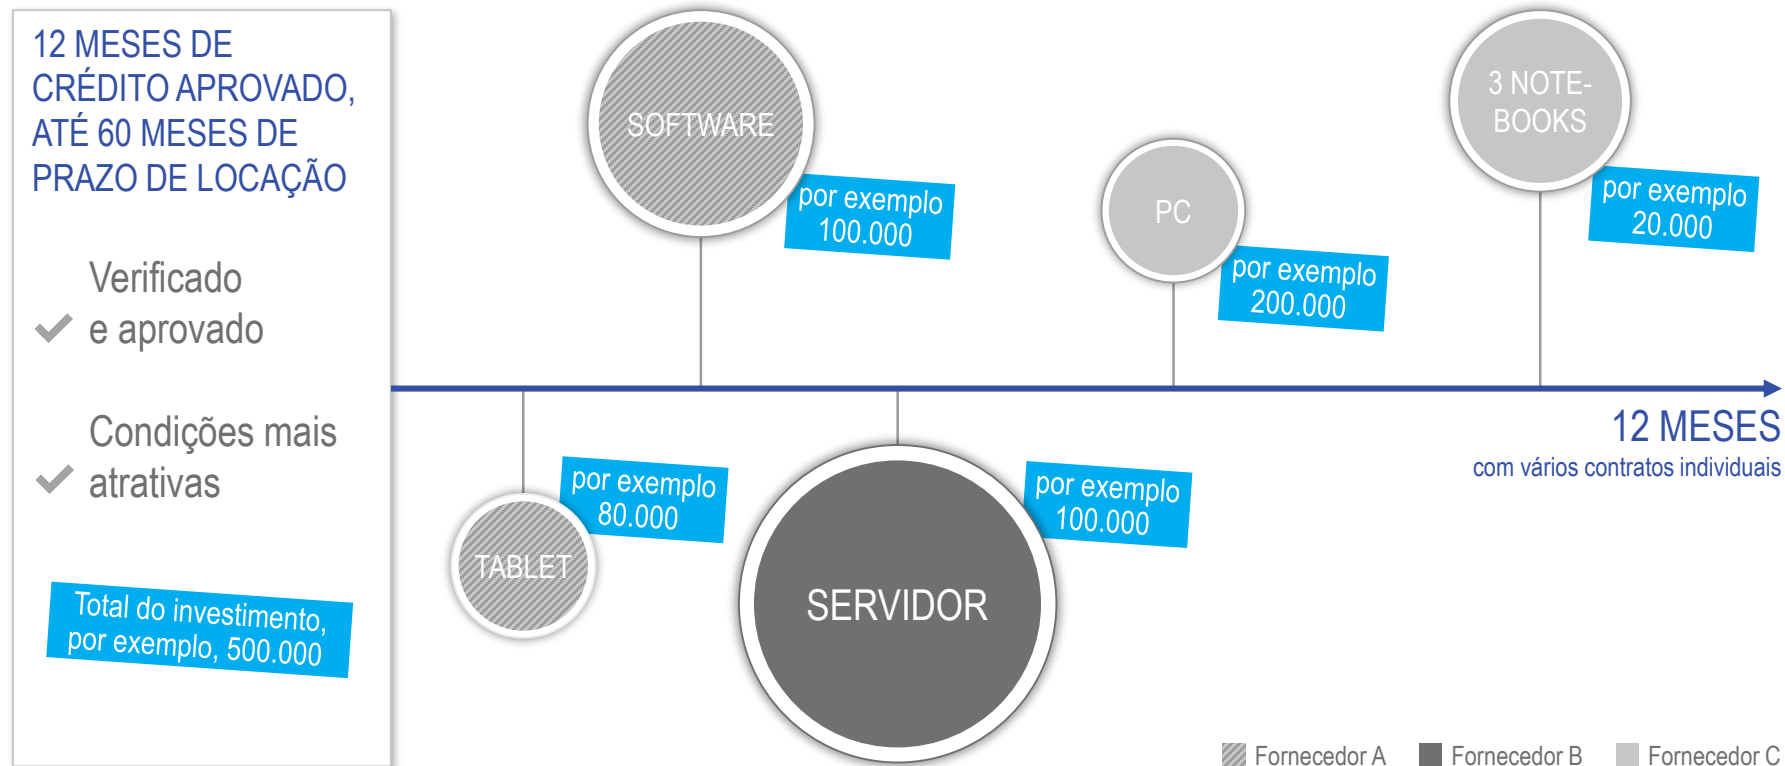 12 MESES DE
CRÉDITO APROVADO,
ATÉ 60 MESES DE
PRAZO DE LOCAÇÃO
Verificado
e aprovado
Condições mais
atrativas
Total do investimento,
por exemplo, 500.000
SOFTWARE
por exemplo
100.000
PC
por exemplo
200.000
3 NOTE-
BOOKS
por exemplo
20.000
TABLET
por exemplo
80.000
SERVIDOR
por exemplo
100.000
12 MESES
com vários contratos individuais
Fornecedor A
Fornecedor B
Fornecedor C